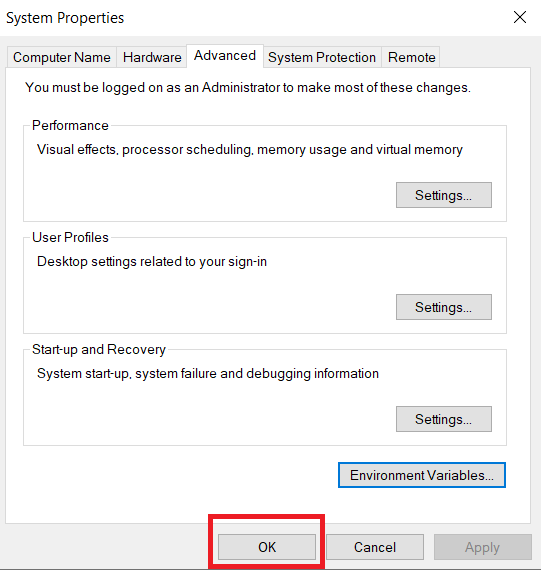 System Properties
Computer Name Hardware Advanced System Protection Remote
You must be logged on as an Administrator to make most of these changes.
Performance
Visual effects, processor scheduling, memory usage and virtual memory
Settings...
User Profiles
Desktop settings related to your sign-in
Settings...
Start-up and Recovery
System start-up, system failure and debugging information
Settings...
Environment Variables...
OK Cancel Apply